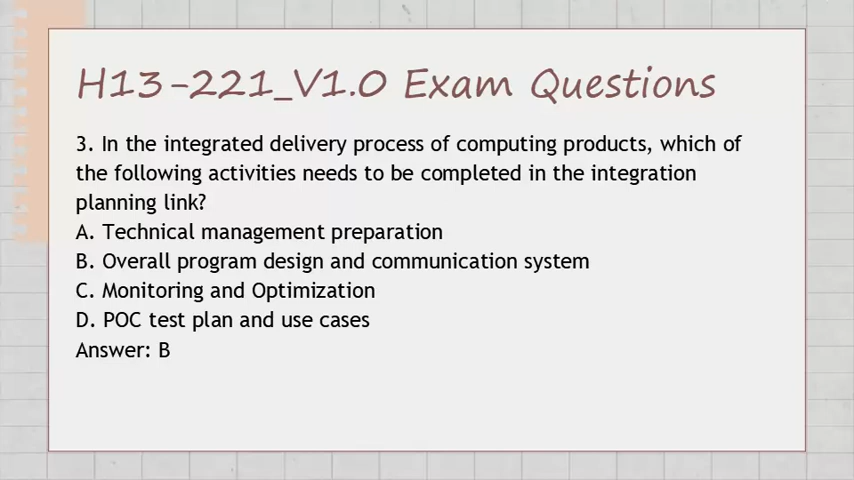 H13-221_V1.0 Exam Questions
3. In the integrated delivery process of computing products, which of
the following activities needs to be completed in the integration
planning link?
A. Technical management preparation
B. Overall program design and communication system
C. Monitoring and Optimization
D. POC test plan and use cases
Answer: B